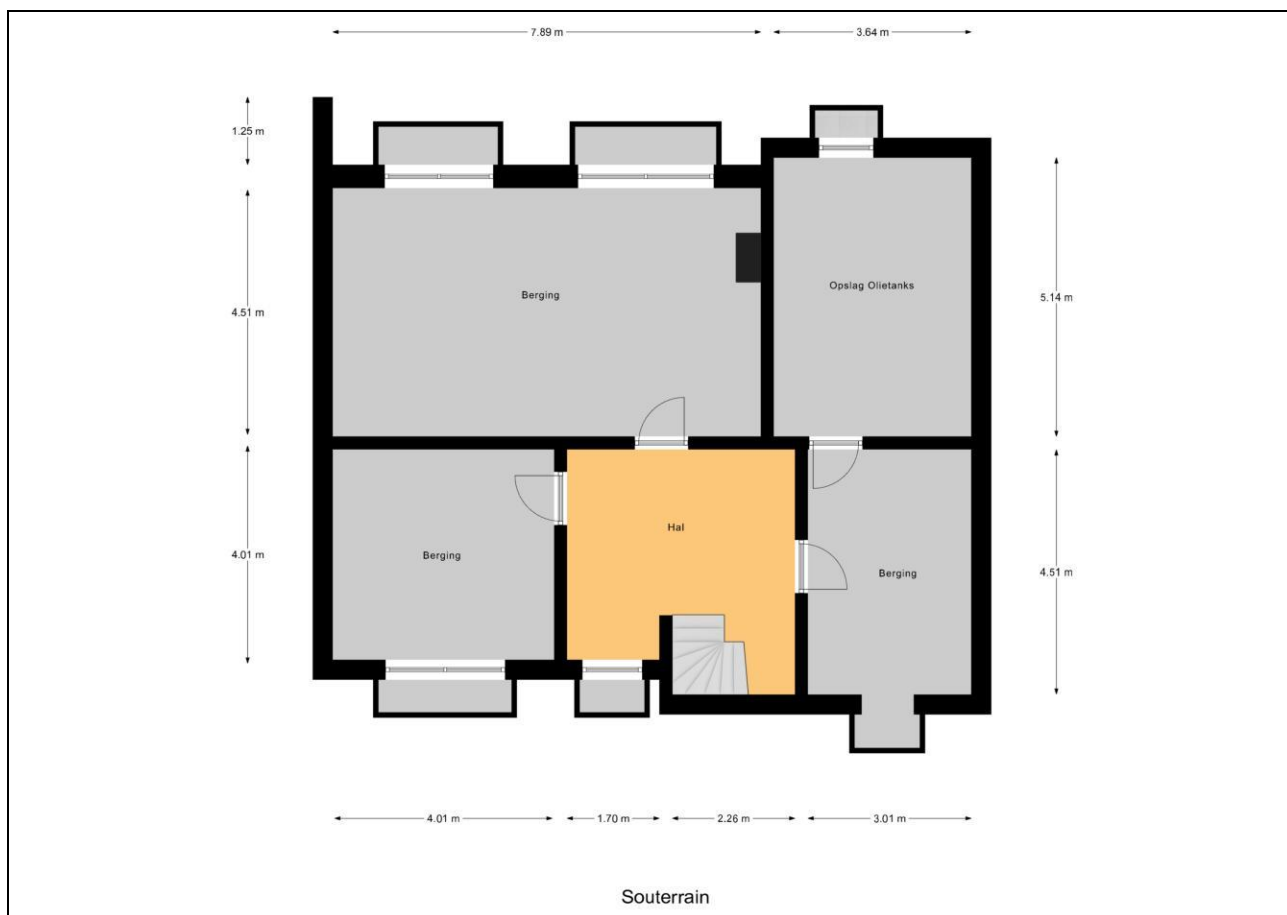 7.89 m
3.64 m
1.25 m
4.51 m
Berging
Opslag Olietanks
5.14 m
4.01 m
Berging
Hal
Berging
4.51 m
4.01 m
1.70 m
2.26 m
3.01 m
Souterrain